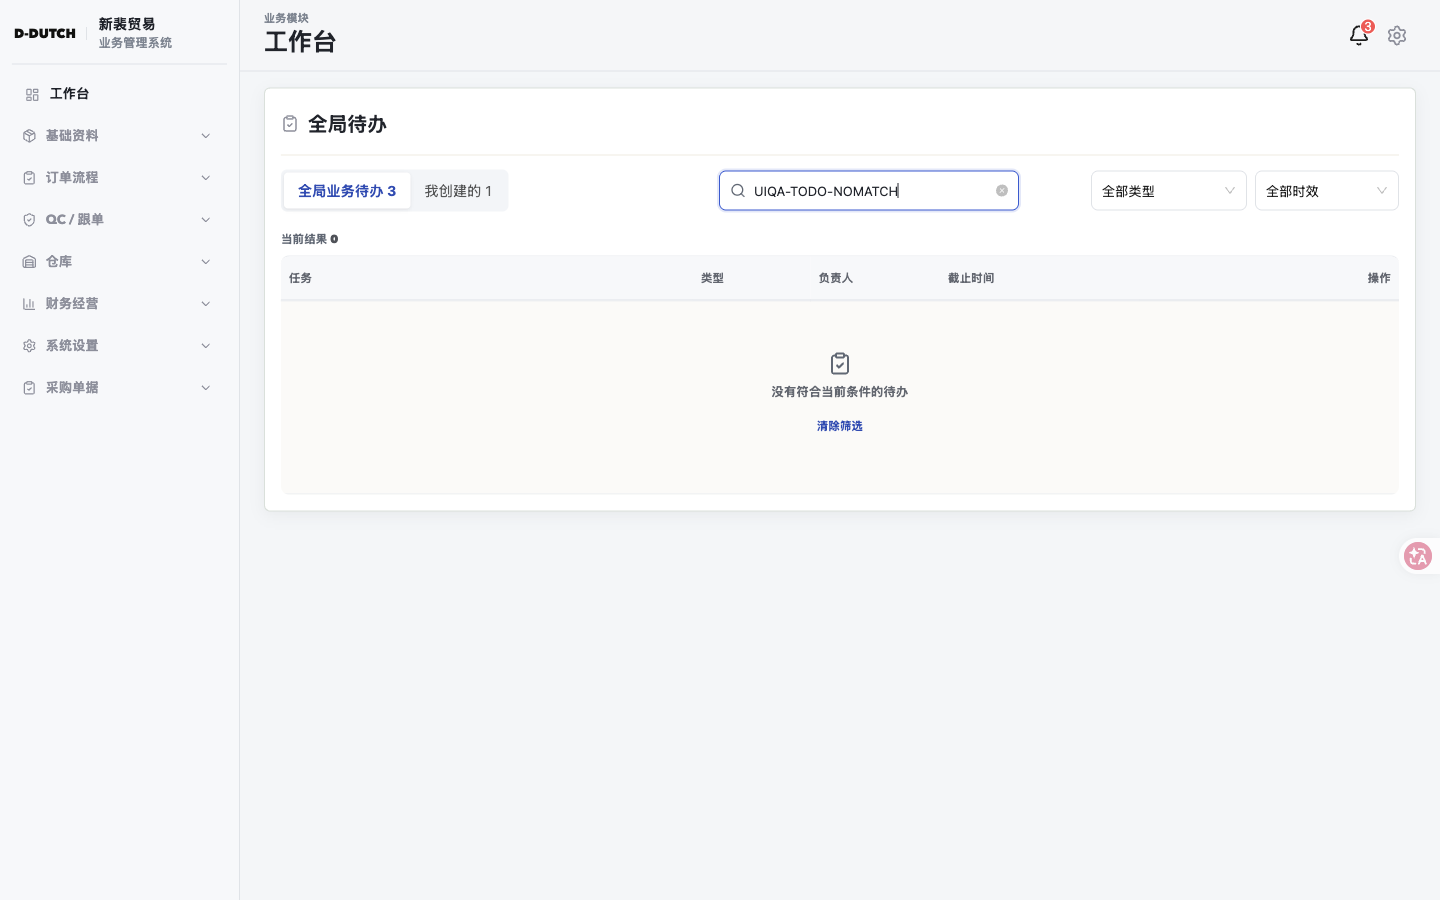 D-DUTCH
新裴贸易
业务管理系统
工作台
基础资料
订单流程
QC / 跟单
仓库
财务经营
系统设置
采购单据
业务模块
工作台
3
全局待办
全局业务待办 3
我创建的 1
UIQA-TODO-NOMATCH
全部类型
全部时效
当前结果 0
任务
类型
负责人
截止时间
操作
没有符合当前条件的待办
清除筛选